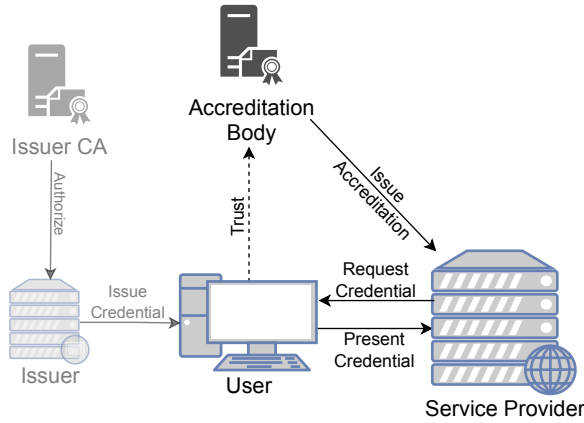 Accreditation
Body
Issuer CA
Authorize
Issue
Accreditation
Trust
Issue
Credential
Request
Credential
Present
Credential
Issuer
User
Service Provider